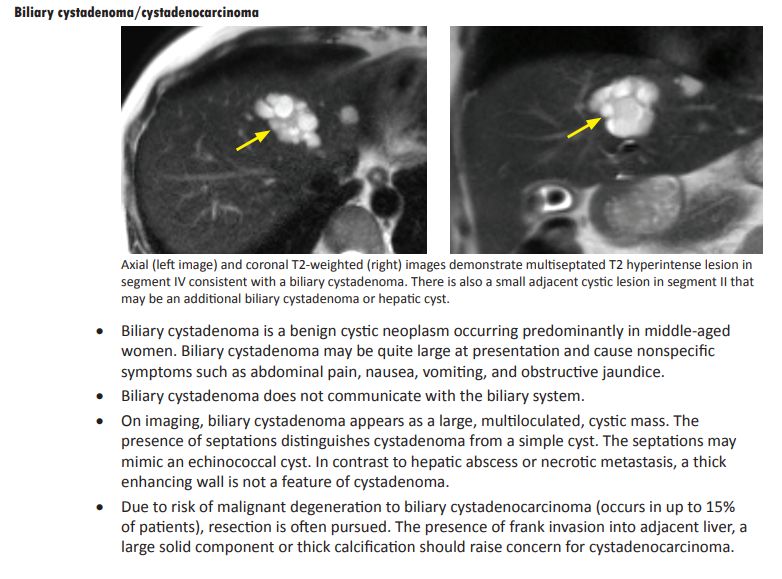 Biliary cystadenoma/cystadenocarcinoma
Axial (left image) and coronal T2-weighted (right) images demonstrate multiseptated T2 hyperintense lesion in
segment IV consistent with a biliary cystadenoma. There is also a small adjacent cystic lesion in segment II that
may be an additional biliary cystadenoma or hepatic cyst.
• Biliary cystadenoma is a benign cystic neoplasm occurring predominantly in middle-aged
women. Biliary cystadenoma may be quite large at presentation and cause nonspecific
symptoms such as abdominal pain, nausea, vomiting, and obstructive jaundice.
• Biliary cystadenoma does not communicate with the biliary system.
• On imaging, biliary cystadenoma appears as a large, multiloculated, cystic mass. The
presence of septations distinguishes cystadenoma from a simple cyst. The septations may
mimic an echinococcal cyst. In contrast to hepatic abscess or necrotic metastasis, a thick
enhancing wall is not a feature of cystadenoma.
• Due to risk of malignant degeneration to biliary cystadenocarcinoma (occurs in up to 15%
of patients), resection is often pursued. The presence of frank invasion into adjacent liver, a
large solid component or thick calcification should raise concern for cystadenocarcinoma.